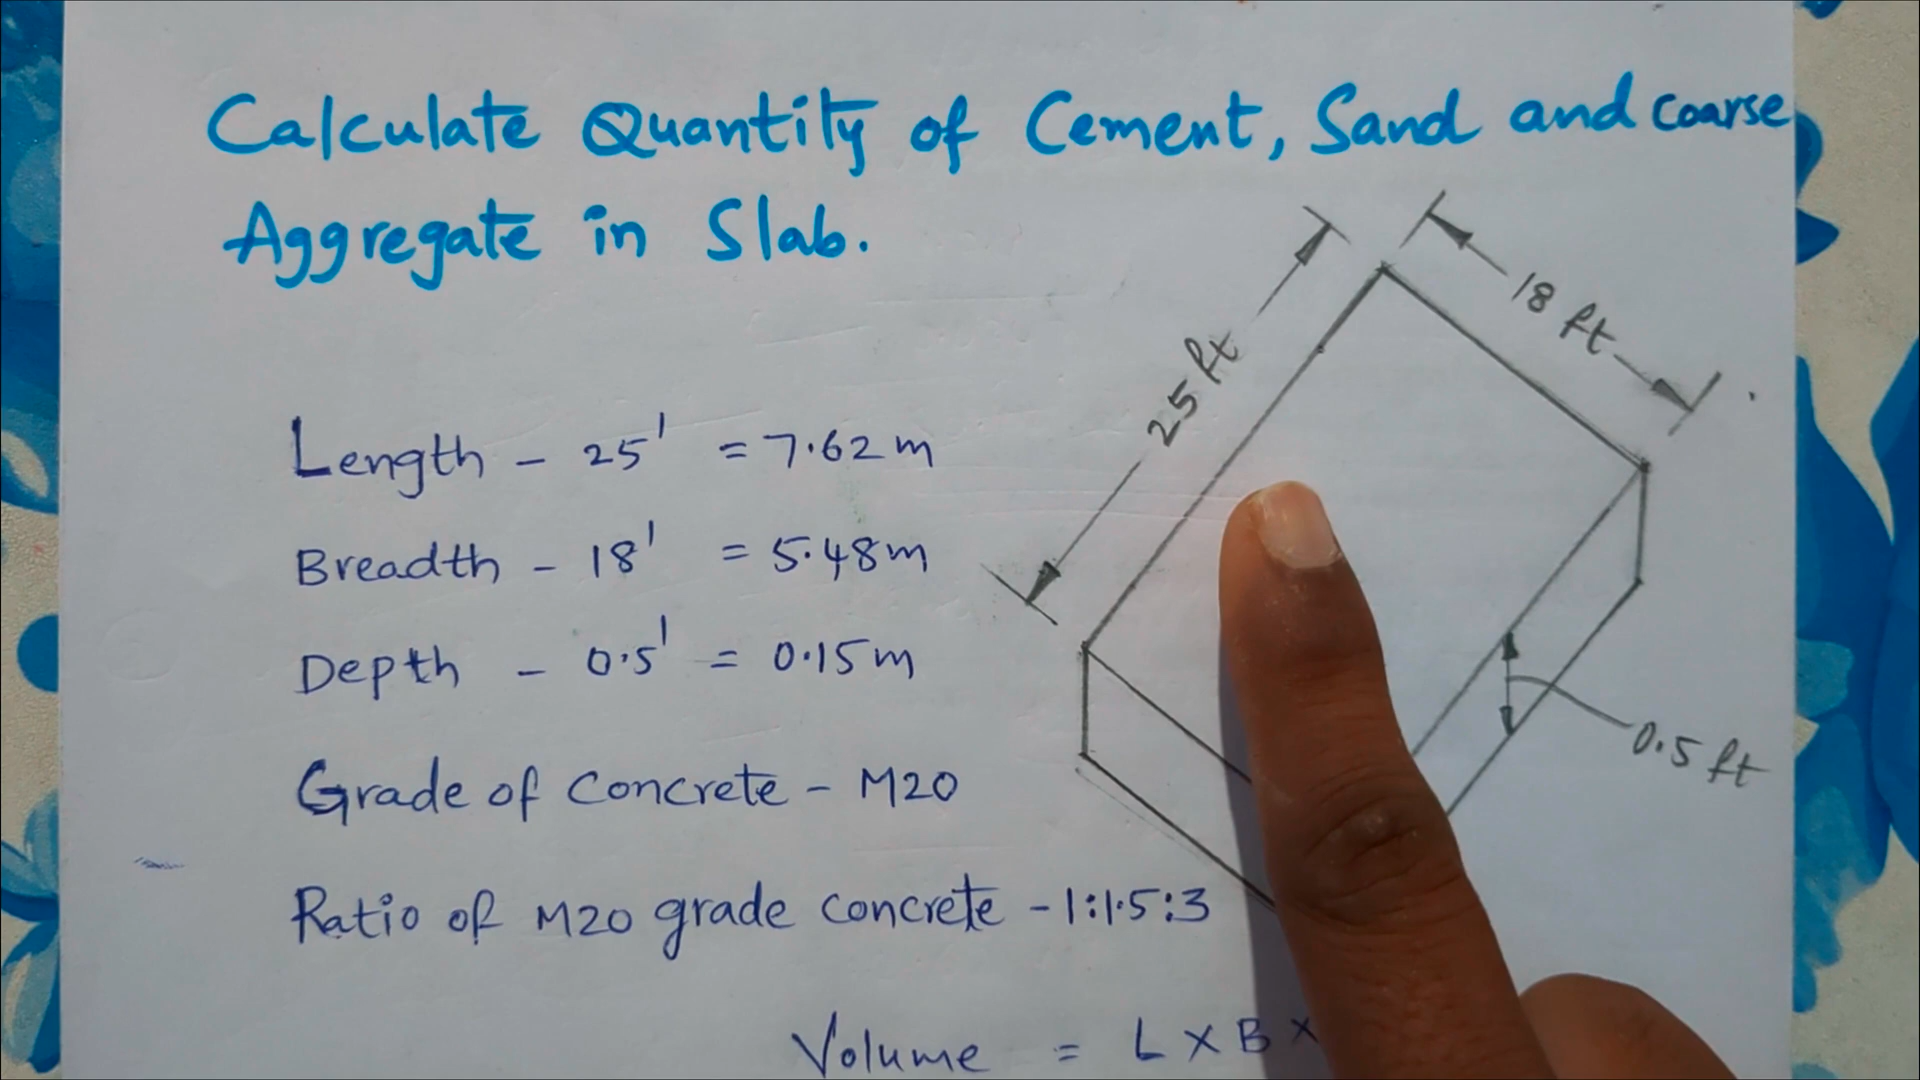 Calculate Quantity of Cement, Sand and coarse
Aggregate in Slab.
18 ft
25 ft
Length - 25' = 7.62 m
Breadth - 18' = 5.48m
Depth - 0.5' = 0.15m
0.5 ft
Grade of Concrete - M20
Ratio of M20 grade concrete - 1:1.5:3
Volume = L X B X